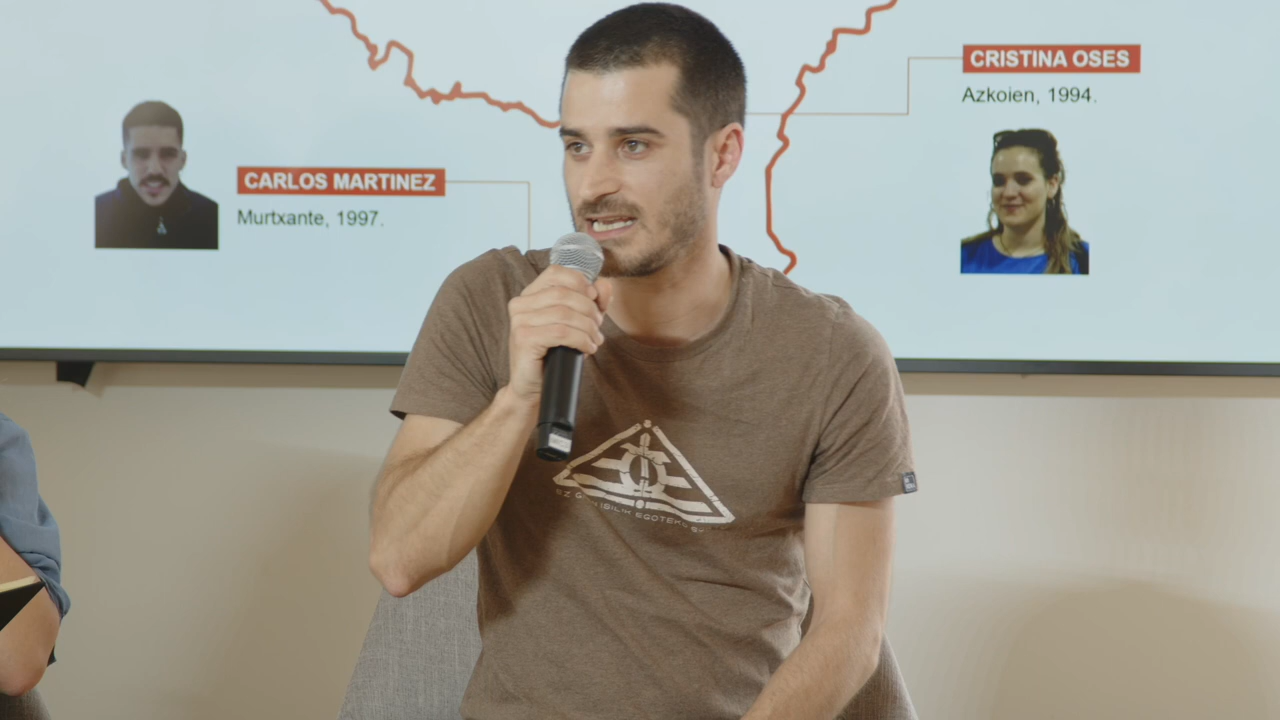 CRISTINA OSES
Azkoien, 1994.
CARLOS MARTINEZ
Murtxante, 1997.